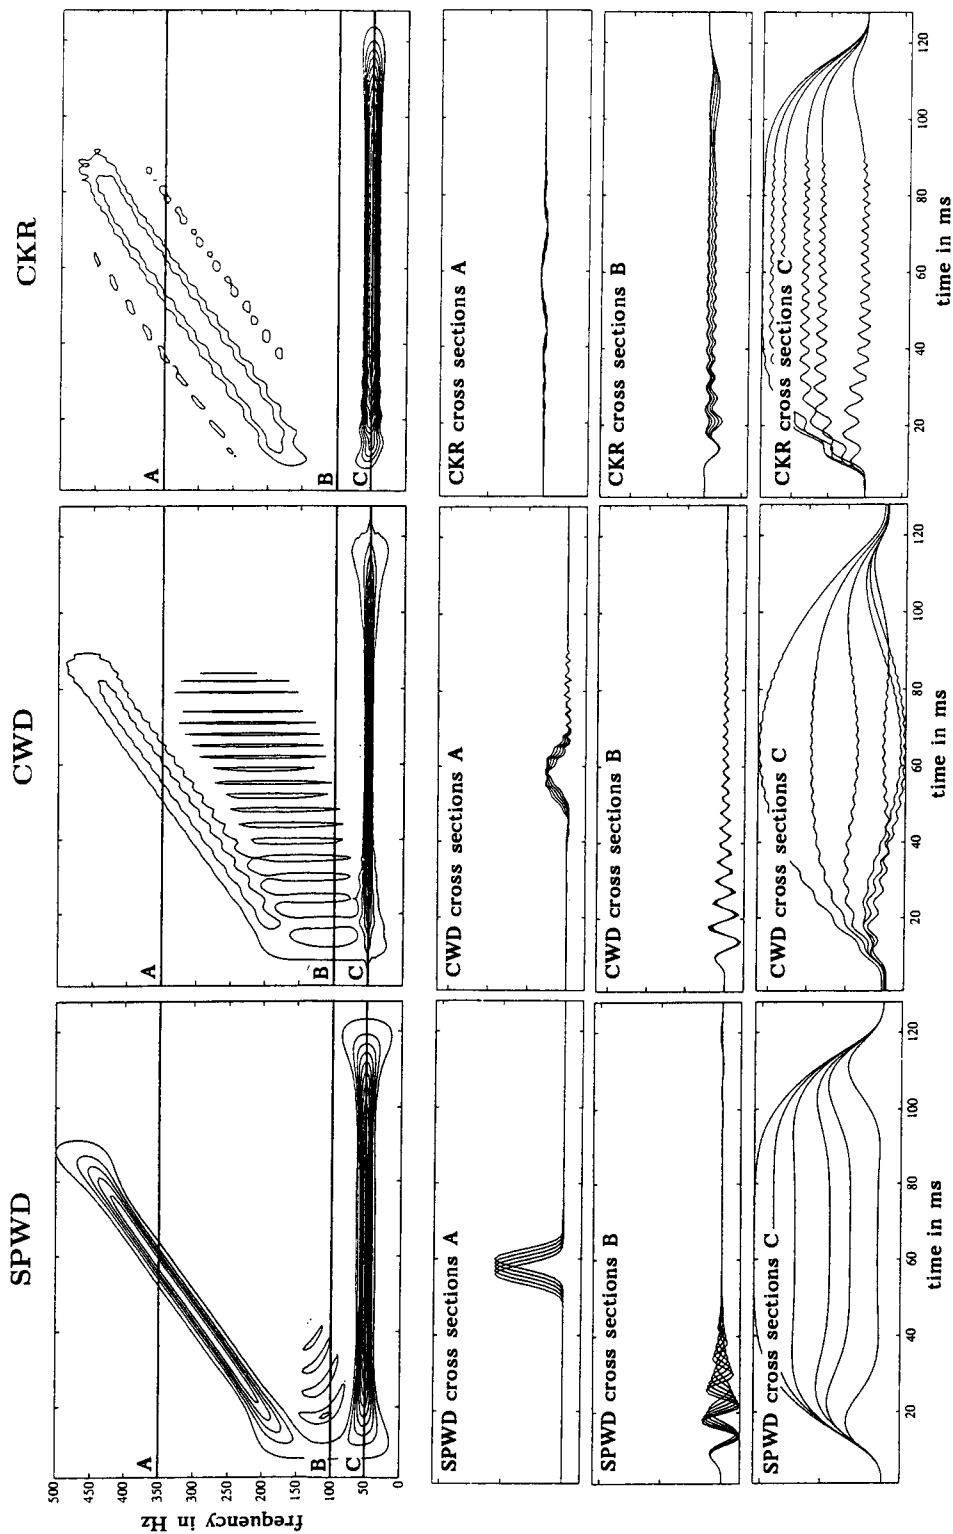 SPWD
CWD
CKR
frequency in Hz
500
450
400
350
300
250
200
150
100
50
0
A
B
C
A
B
C
A
B
C
SPWD cross sections A
CWD cross sections A
CKR cross sections A
SPWD cross sections B
CWD cross sections B
CKR cross sections B
SPWD cross sections C
CWD cross sections C
CKR cross sections C
20 40 60 80 100 120
20 40 60 80 100 120
20 40 60 80 100 120
time in ms
time in ms
time in ms